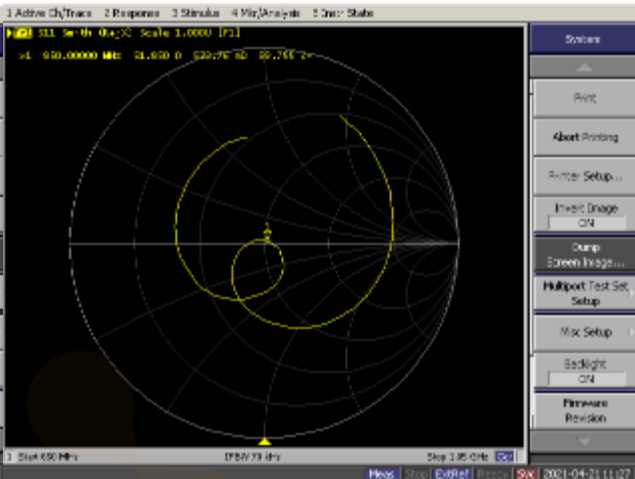 1 Active Ch/Trace 2 Response 3 Stimulus 4 Mkr/Analysis 5 Instr State
S11 Smith (R+jX) Scale 1.000U [F1]
>1 850.00000 MHz
System
Print
Abort Printing
Printer Setup...
Invert Image
ON
Dump
Screen Image...
Multiport Test Set
Setup
Misc Setup
Backlight
ON
Firmware
Revision
1 Start 650 MHz IFBW 70 kHz Stop 1.05 GHz
Meas Stop ExtRef Ready Svc 2021-04-21 11:27